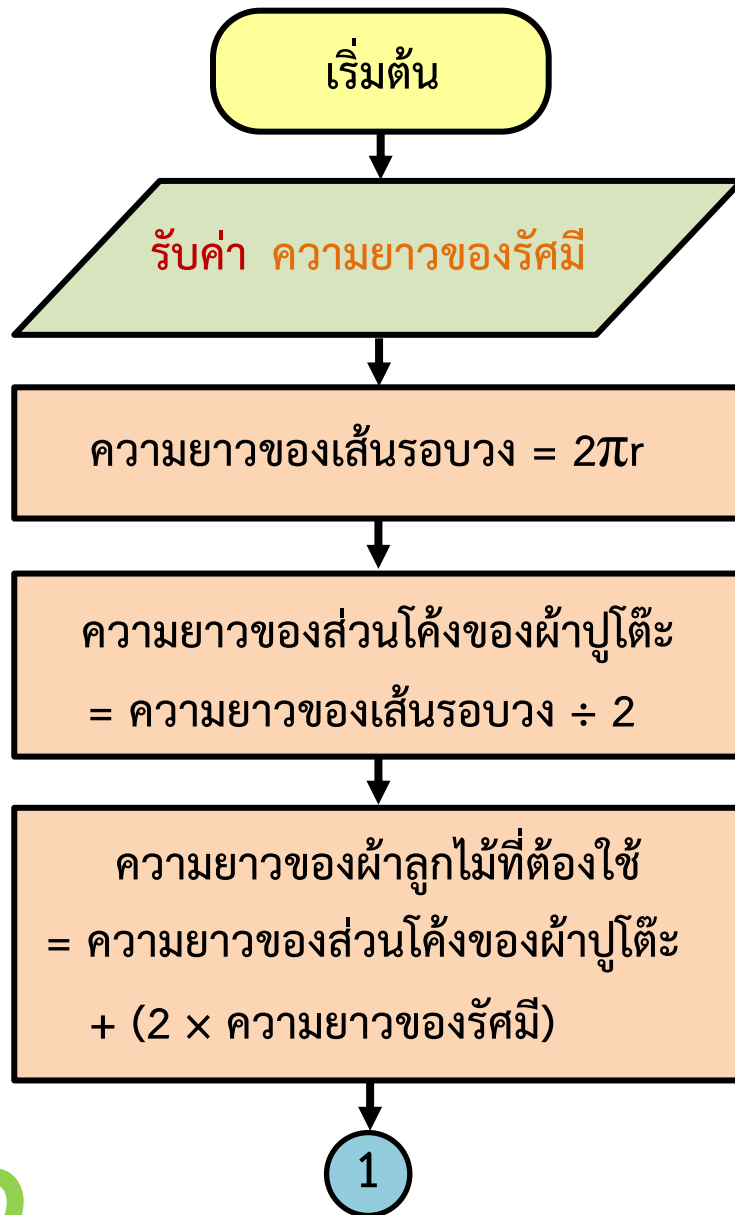 เริ่มต้น
รับค่า ความยาวของรัศมี
ความยาวของเส้นรอบวง = 2πr
ความยาวของส่วนโค้งของผ้าปูโต๊ะ
= ความยาวของเส้นรอบวง ÷ 2
ความยาวของผ้าลูกไม้ที่ต้องใช้
= ความยาวของส่วนโค้งของผ้าปูโต๊ะ
+ (2 × ความยาวของรัศมี)
1